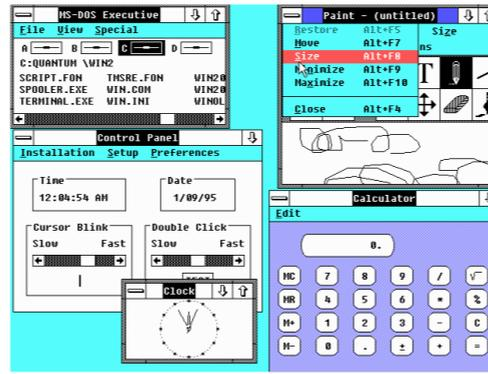 MS-DOS Executive
File View Special
A B C D
C:QUANTUM \WIN2
SCRIPT.FON TMSRE.FON WIN20
SPOOLER.EXE WIN.COM WIN20
TERMINAL.EXE WIN.INI WINOL
Paint - (untitled)
Restore Alt+F5
Move Alt+F7
Size Alt+F8
Minimize Alt+F9
Maximize Alt+F10
Close Alt+F4
Size
ns
T
Control Panel
Installation Setup Preferences
Time
12:04:54 AM
Date
1/09/95
Cursor Blink
Slow Fast
Double Click
Slow Fast
Clock
Calculator
Edit
0.
MC 7 8 9 / √
MR 4 5 6 * %
M+ 1 2 3 - C
M- 0 . ± + =